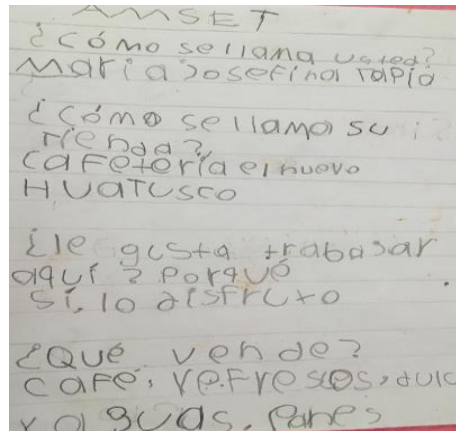 AMSET
¿cómo se llama usted?
María Josefina Tapia
¿cómo se llama su
tienda?
cafetería el nuevo
HUATUSCO
¿le gusta trabasar
aquí? Porqué
sí, lo disfruto
¿Qué vende?
café, refrescos, dulc
y aguas, Panes